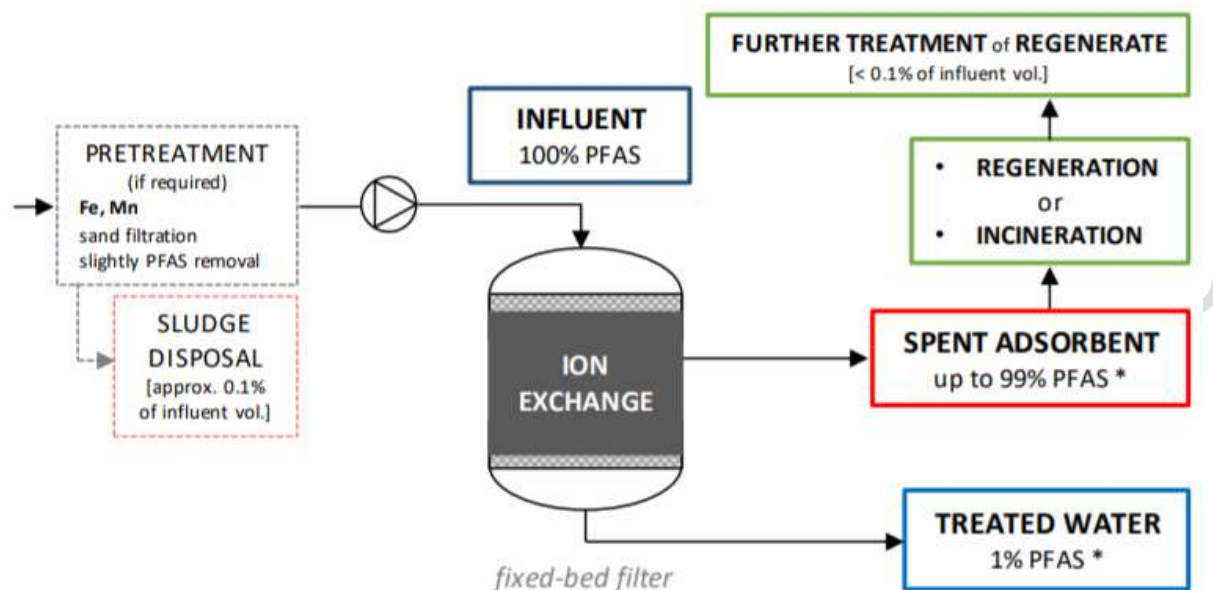 FURTHER TREATMENT of REGENERATE
[< 0.1% of influent vol.]
INFLUENT
100% PFAS
PRETREATMENT
(if required)
Fe, Mn
sand filtration
slightly PFAS removal
• REGENERATION
or
• INCINERATION
SLUDGE
DISPOSAL
[approx. 0.1%
of influent vol.]
ION
EXCHANGE
SPENT ADSORBENT
up to 99% PFAS *
TREATED WATER
1% PFAS *
fixed-bed filter